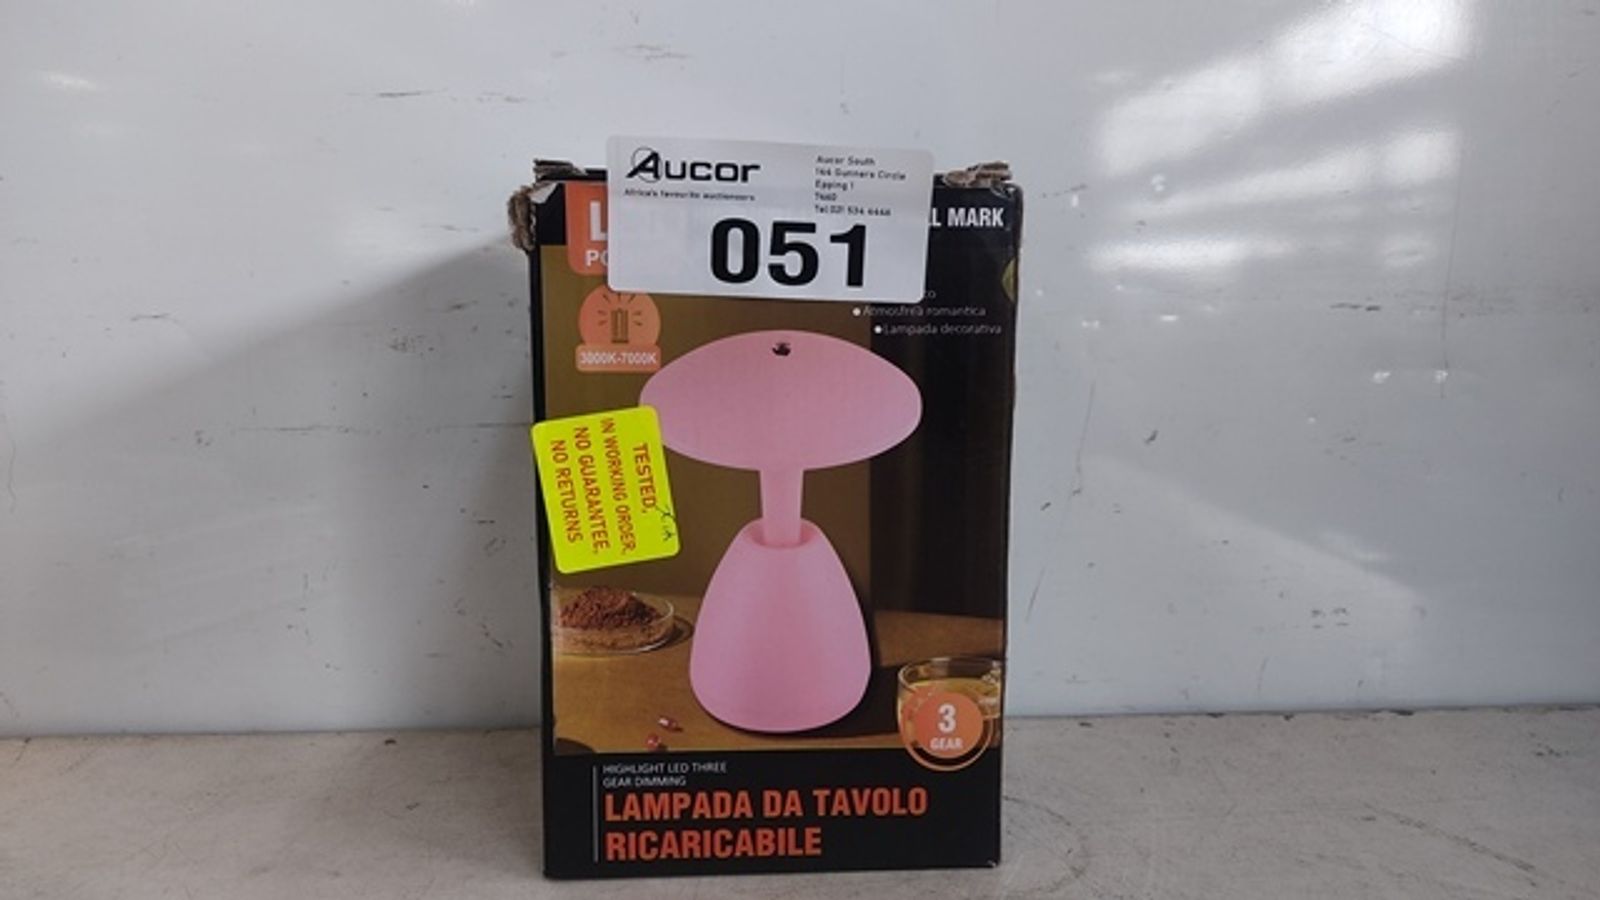 Aucor
Africa's favourite auctioneers
Aucor South
166 Gunners Circle
Epping 1
7460
Tel 021 534 4444
051
L MARK
3000K-7000K
Atmosfrea romantica
Lampada decorativa
TESTED,
IN WORKING ORDER,
NO GUARANTEE,
NO RETURNS
3
GEAR
HIGHLIGHT LED THREE
GEAR DIMMING
LAMPADA DA TAVOLO
RICARICABILE